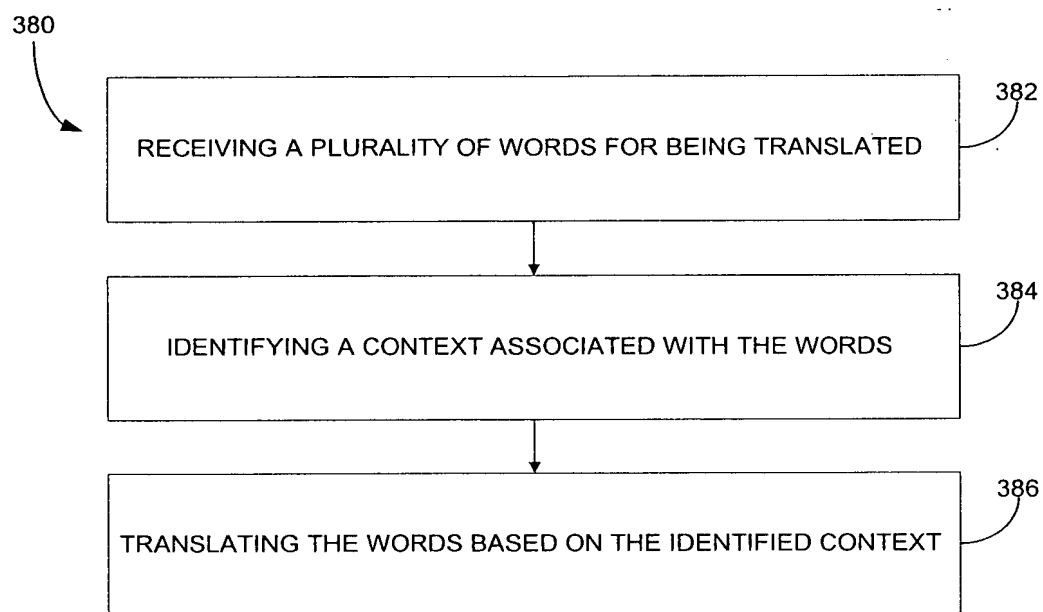 380
382
RECEIVING A PLURALITY OF WORDS FOR BEING TRANSLATED
384
IDENTIFYING A CONTEXT ASSOCIATED WITH THE WORDS
386
TRANSLATING THE WORDS BASED ON THE IDENTIFIED CONTEXT